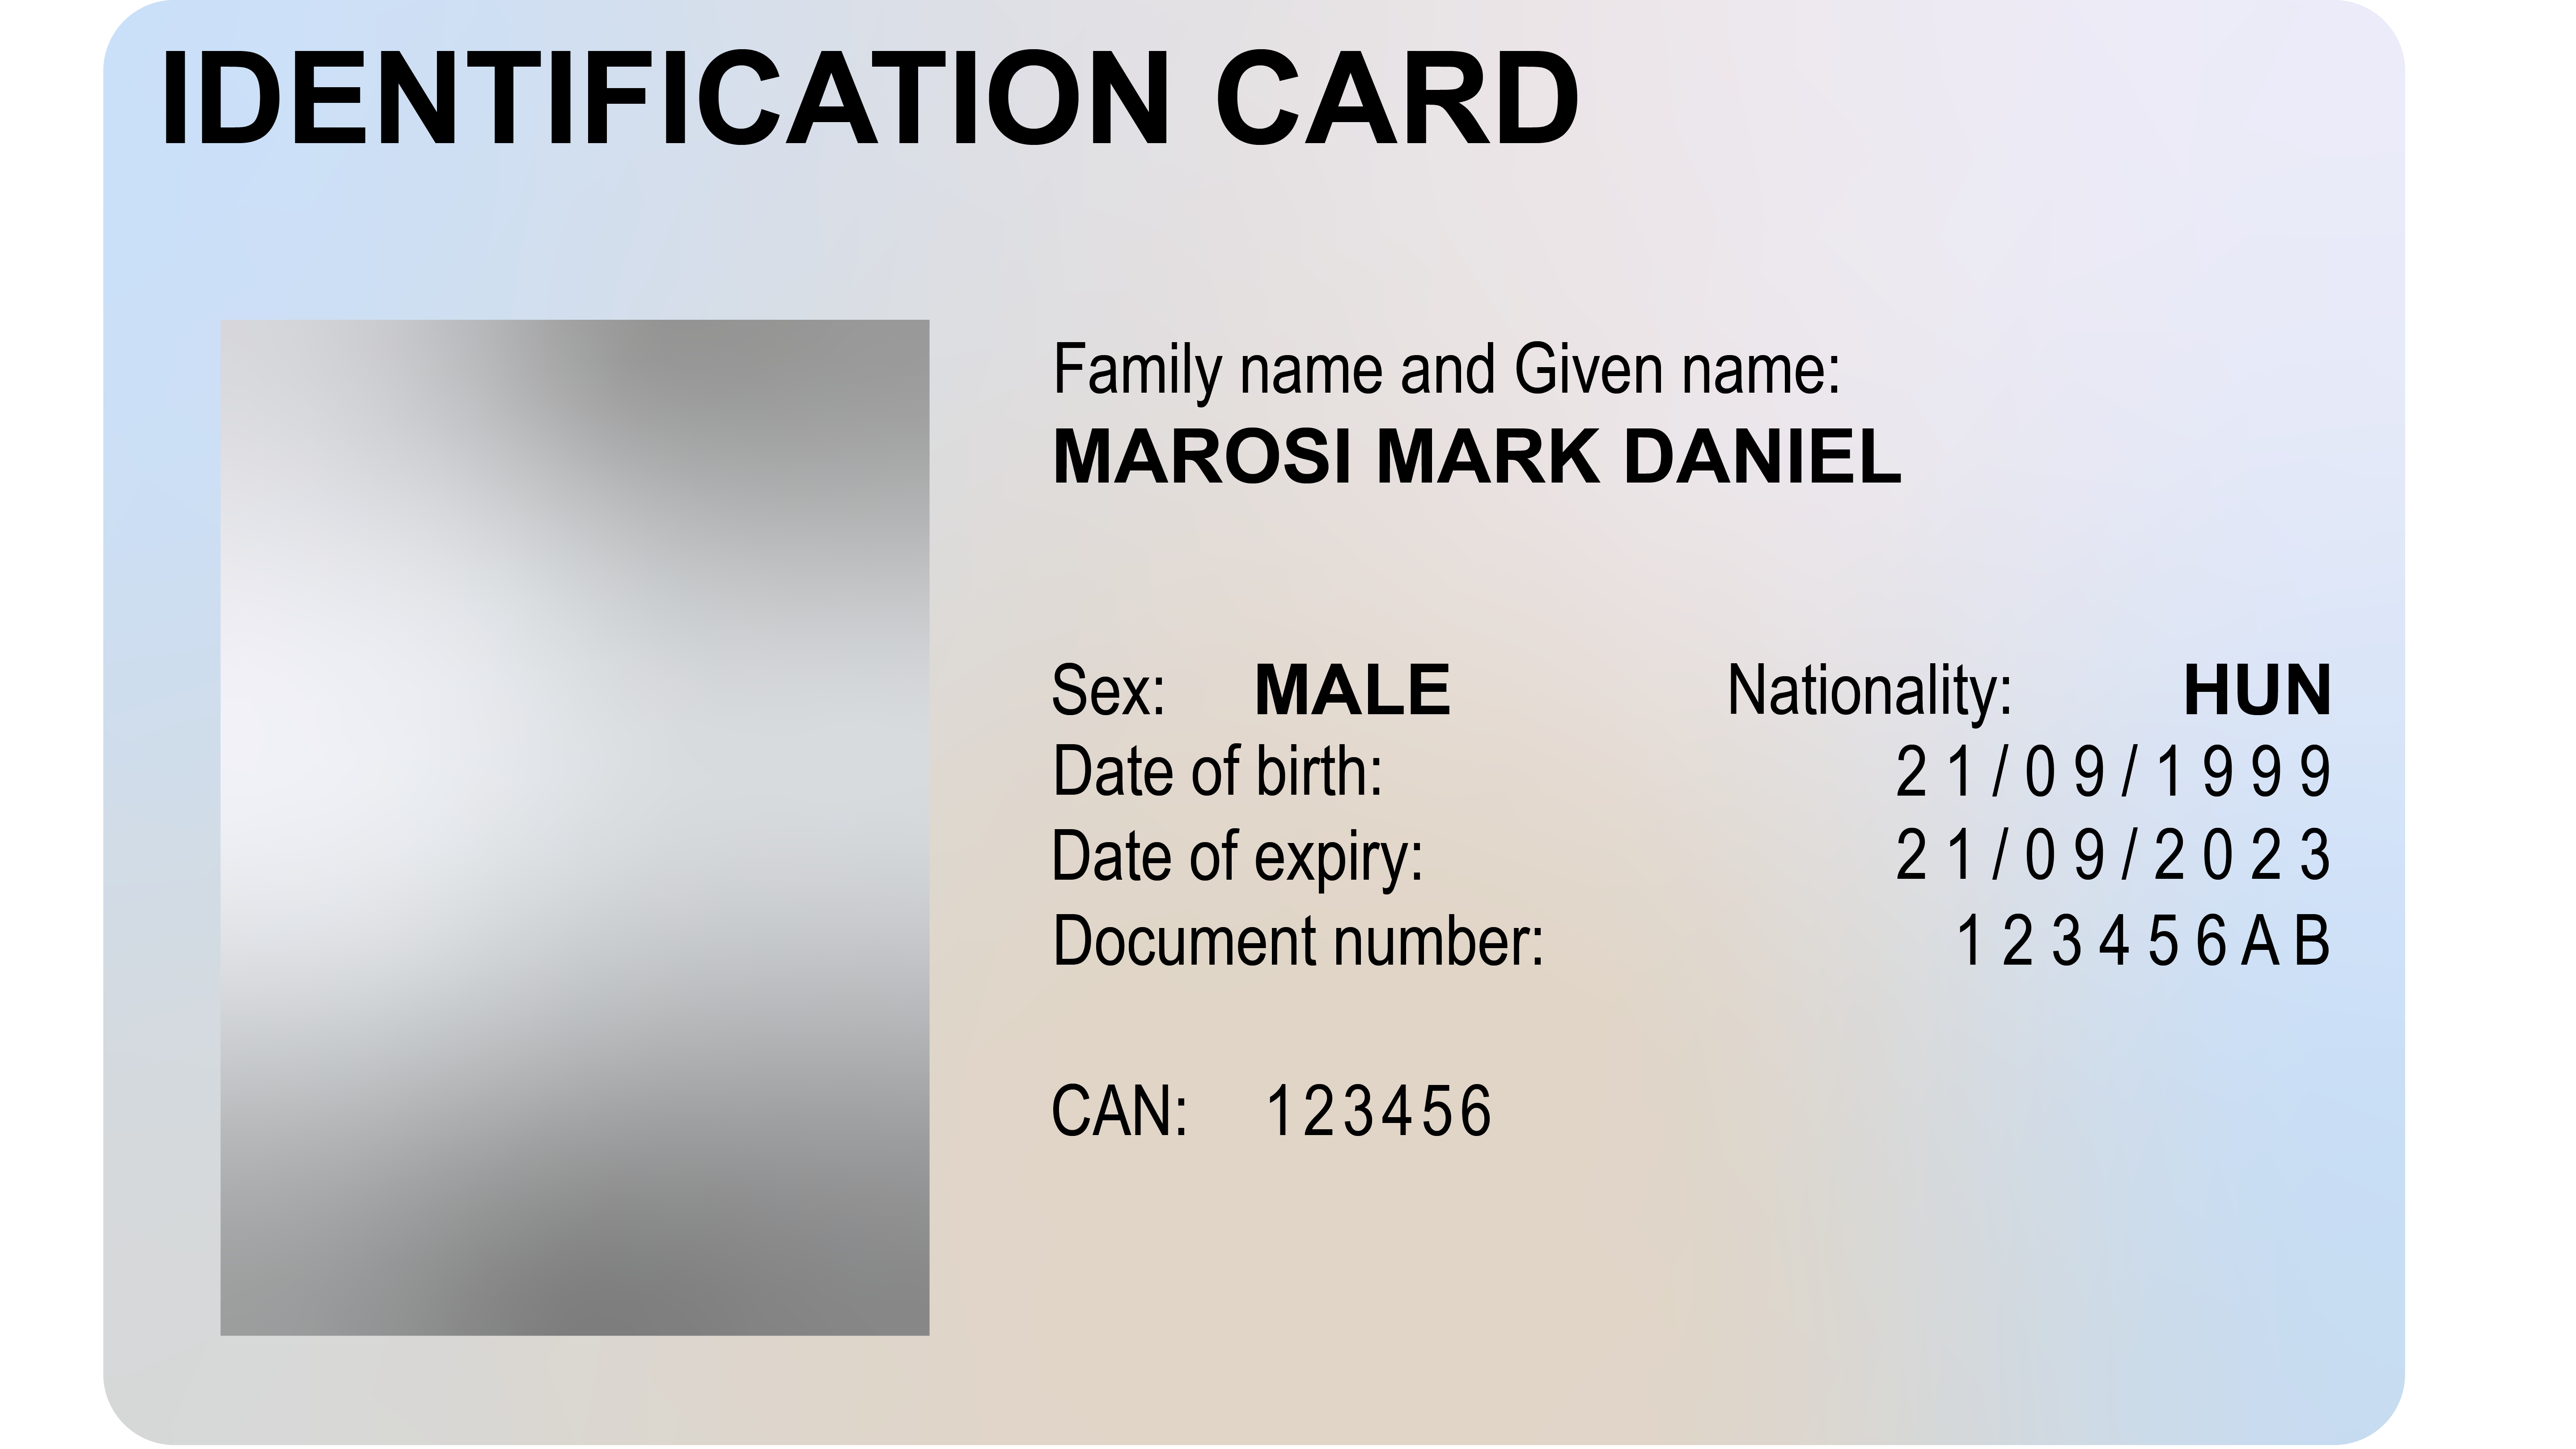 IDENTIFICATION CARD
Family name and Given name:
MAROSI MARK DANIEL
Sex: MALE Nationality: HUN
Date of birth: 21/09/1999
Date of expiry: 21/09/2023
Document number: 123456AB
CAN: 123456